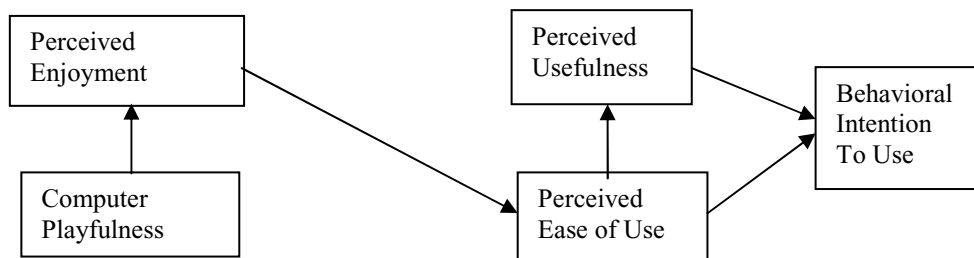 Perceived
Enjoyment
Perceived
Usefulness
Behavioral
Intention
To Use
Computer
Playfulness
Perceived
Ease of Use